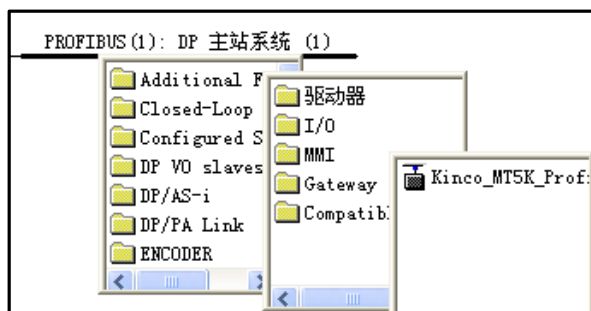 PROFIBUS(1): DP 主站系统 (1)
Additional F
Closed-Loop
Configured S
DP VO slaves
DP/AS-i
DP/PA Link
ENCODER
驱动器
I/O
MMI
Gateway
Compatibl
Kinco_MT5K_Prof